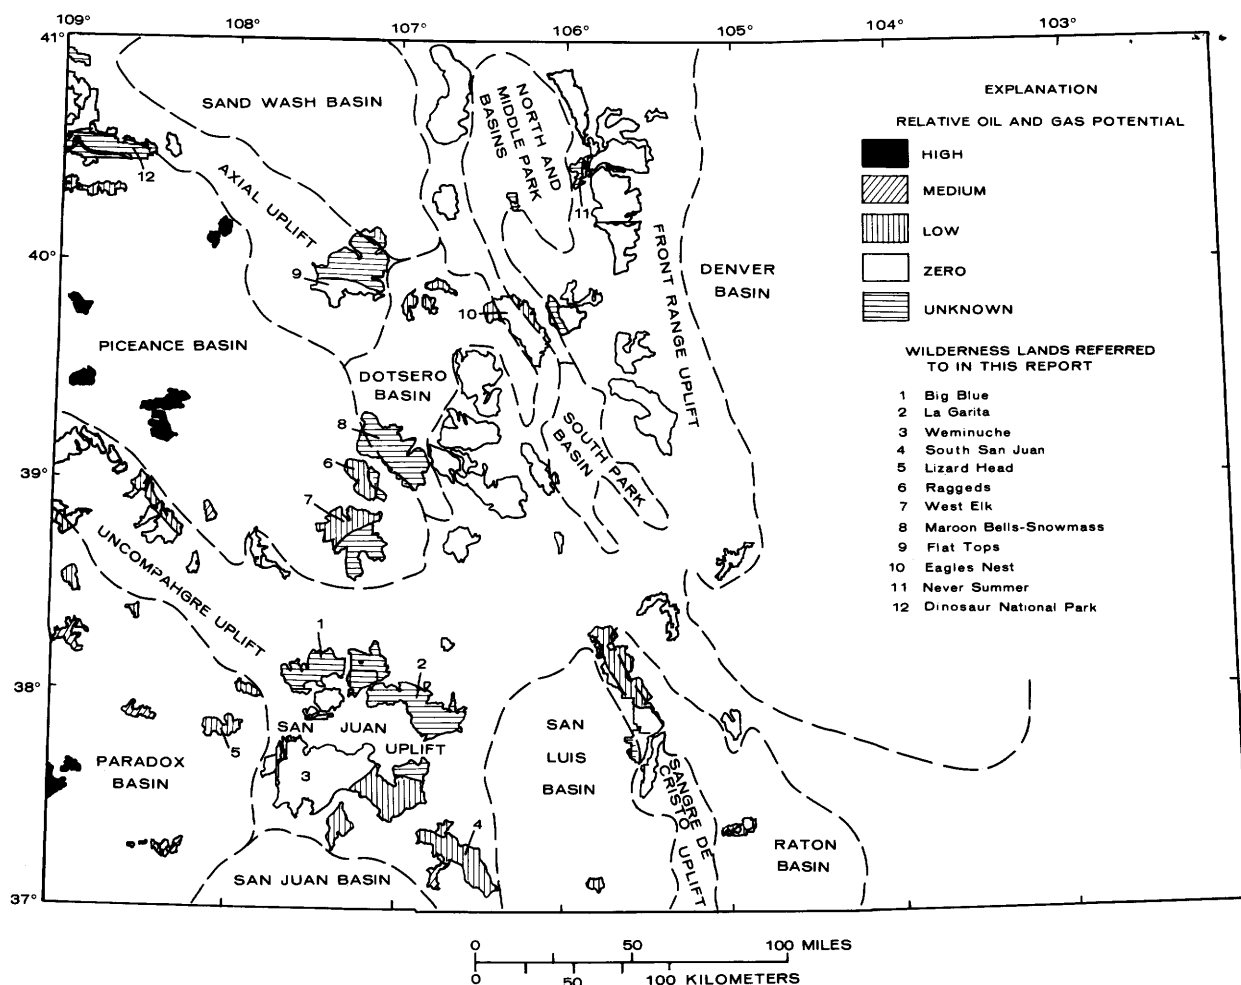 109°
108°
107°
106°
105°
104°
103°
41°
40°
39°
38°
37°
SAND WASH BASIN
NORTH AND
MIDDLE PARK
BASINS
AXIAL UPLIFT
12
11
9
10
PICEANCE BASIN
DOTSERO
BASIN
FRONT RANGE UPLIFT
DENVER
BASIN
8
6
7
SOUTH PARK
BASIN
UNCOMPAHGRE UPLIFT
1
2
SAN JUAN
UPLIFT
5
3
4
PARADOX
BASIN
SAN JUAN BASIN
SAN
LUIS
BASIN
SANGRE DE
CRISTO UPLIFT
RATON
BASIN
EXPLANATION
RELATIVE OIL AND GAS POTENTIAL
HIGH
MEDIUM
LOW
ZERO
UNKNOWN
WILDERNESS LANDS REFERRED
TO IN THIS REPORT
1 Big Blue
2 La Garita
3 Weminuche
4 South San Juan
5 Lizard Head
6 Raggeds
7 West Elk
8 Maroon Bells-Snowmass
9 Flat Tops
10 Eagles Nest
11 Never Summer
12 Dinosaur National Park
0 50 100 MILES
0 50 100 KILOMETERS